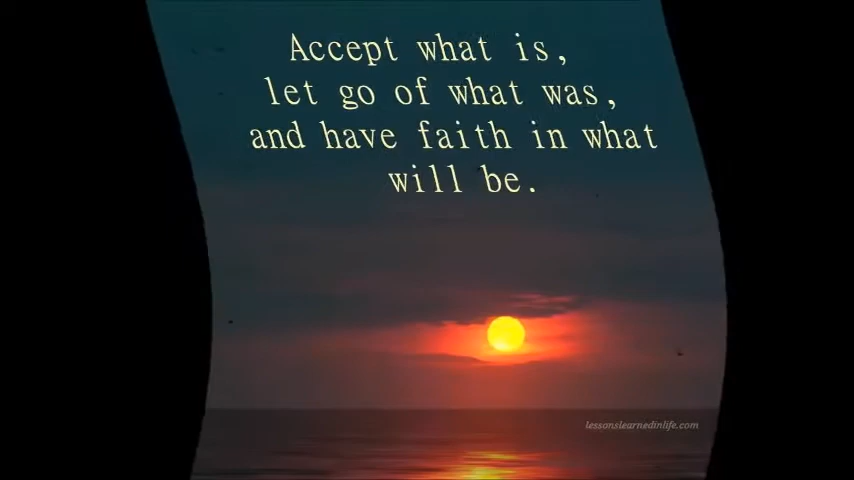 Accept what is,
let go of what was,
and have faith in what
will be.
lessonslearnedinlife.com